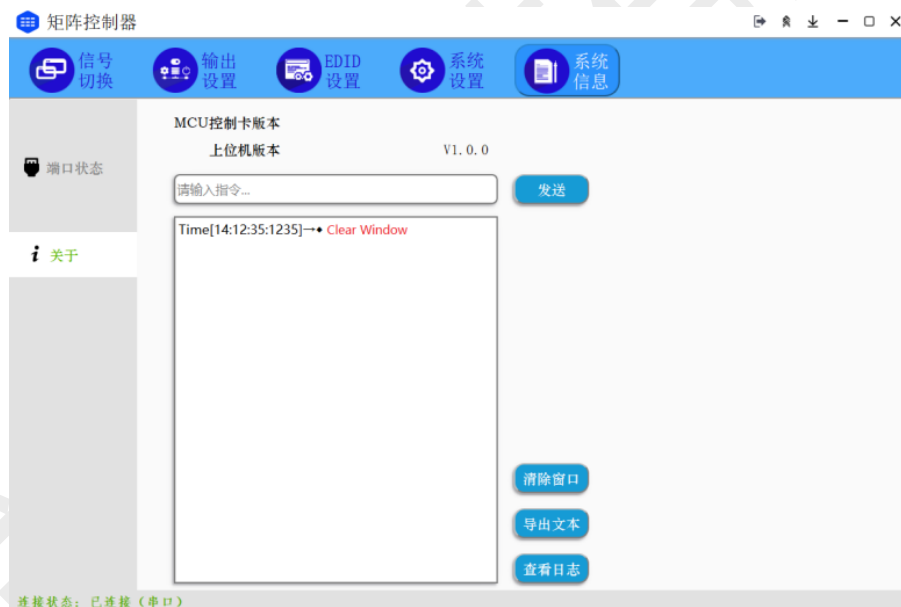 矩阵控制器
信号
切换
输出
设置
EDID
设置
系统
设置
系统
信息
端口状态
关于
MCU控制卡版本
上位机版本 V1.0.0
请输入指令...
发送
Time[14:12:35:1235]→♦ Clear Window
清除窗口
导出文本
查看日志
连接状态: 已连接 (串口)